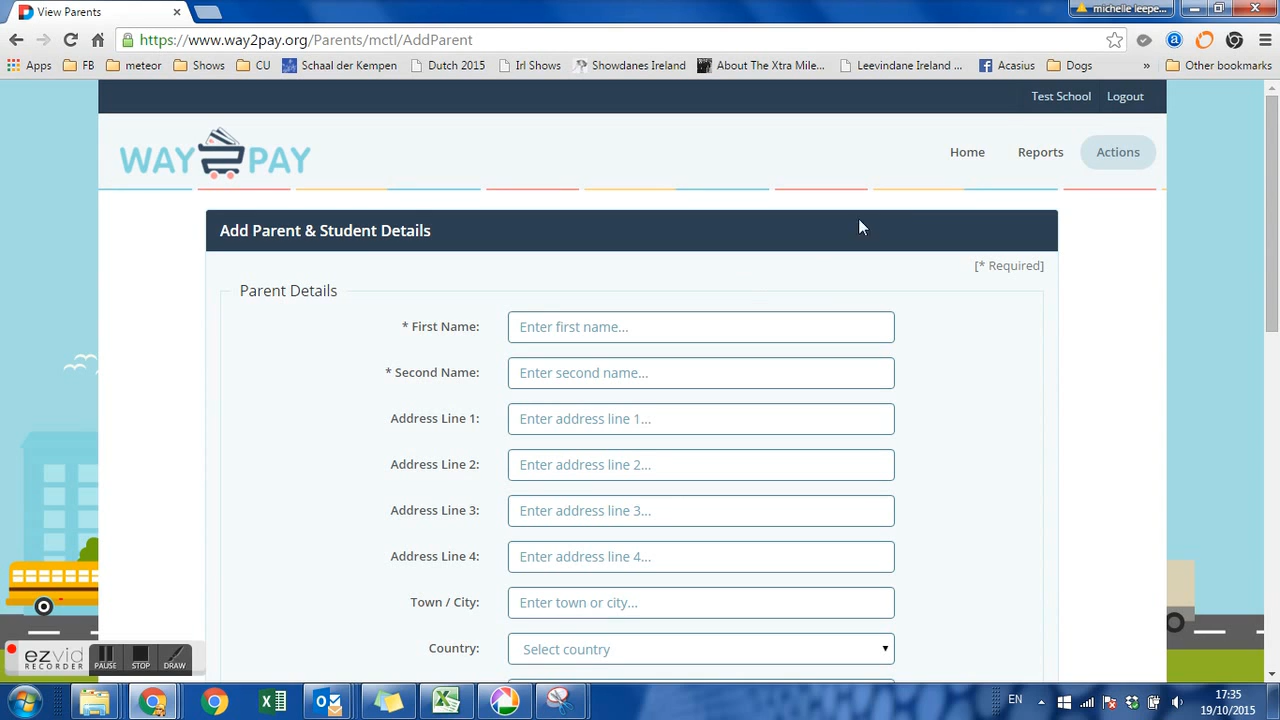 View Parents
michelle leepe...
https://www.way2pay.org/Parents/mctl/AddParent
Apps FB meteor Shows CU Schaal der Kempen Dutch 2015 Irl Shows Showdanes Ireland About The Xtra Mile... Leevindane Ireland ... Acasius Dogs » Other bookmarks
Test School Logout
WAY 2 PAY
Home Reports Actions
Add Parent & Student Details
[* Required]
Parent Details
* First Name: Enter first name...
* Second Name: Enter second name...
Address Line 1: Enter address line 1...
Address Line 2: Enter address line 2...
Address Line 3: Enter address line 3...
Address Line 4: Enter address line 4...
Town / City: Enter town or city...
Country: Select country
ezvid
RECORDER
PAUSE STOP DRAW
EN
17:35
19/10/2015